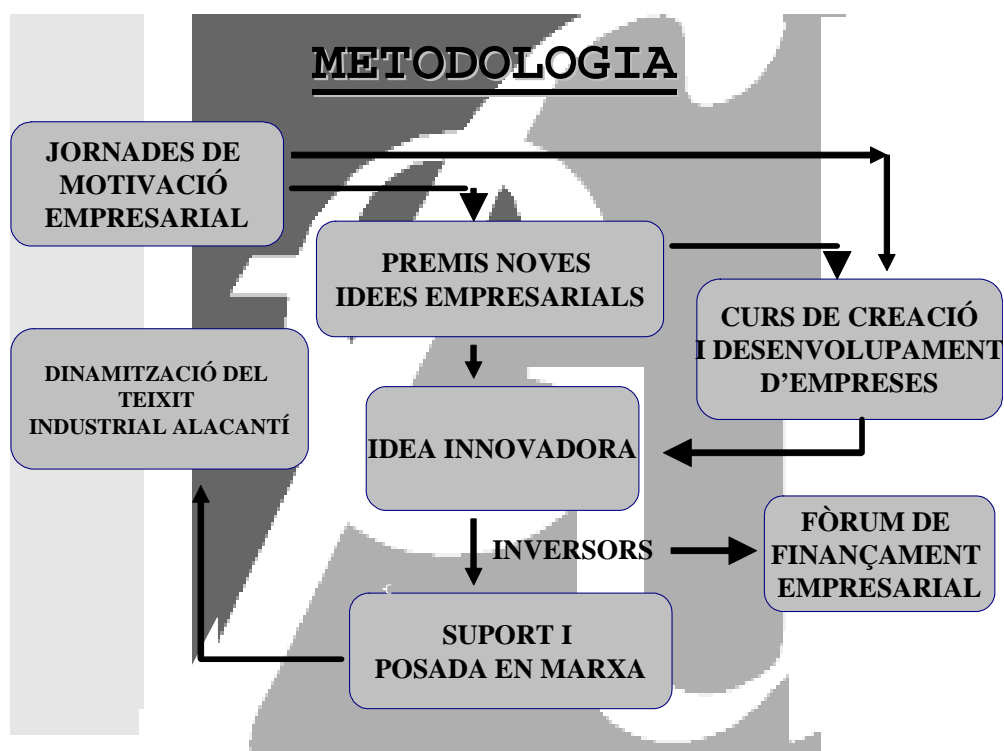 METODOLOGIA
JORNADES DE
MOTIVACIÓ
EMPRESARIAL
PREMIS NOVES
IDEES EMPRESARIALS
CURS DE CREACIÓ
I DESENVOLUPAMENT
D’EMPRESES
DINAMITZACIÓ DEL
TEIXIT
INDUSTRIAL ALACANTÍ
IDEA INNOVADORA
INVERSORS
FÒRUM DE
FINANÇAMENT
EMPRESARIAL
SUPORT I
POSADA EN MARXA